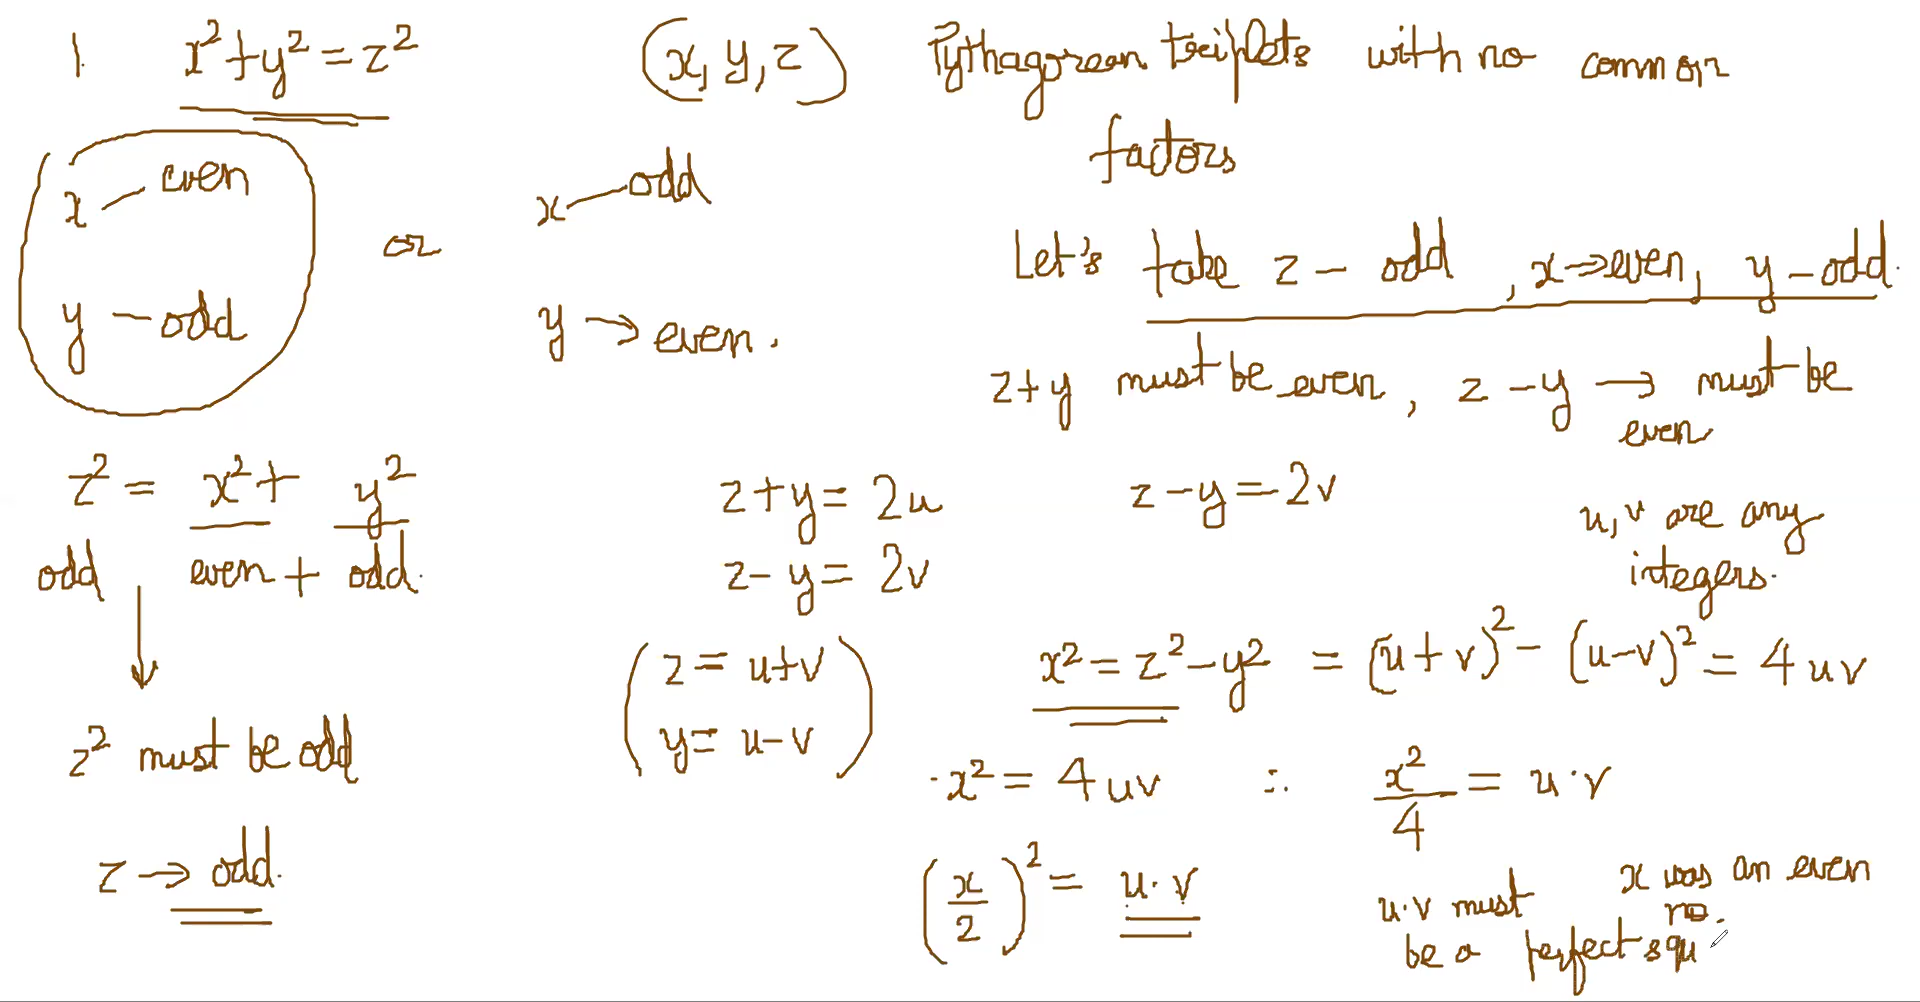 1. x² + y² = z² (x, y, z) Pythagorean triplets with no common
factors
x — even or x — odd
y — odd y → even.
Let's take z – odd, x → even, y – odd.
z + y must be even, z – y → must be
even
z² = x² + y²
odd even + odd.
z² must be odd
z → odd.
z + y = 2u z – y = 2v
z – y = 2v
u, v are any
integers.
z = u + v
y = u – v
x² = z² – y² = (u + v)² – (u – v)² = 4uv
x² = 4uv ∴ x²/4 = u·v
(x/2)² = u·v
u·v must
be a perfect squ
x was an even
no.